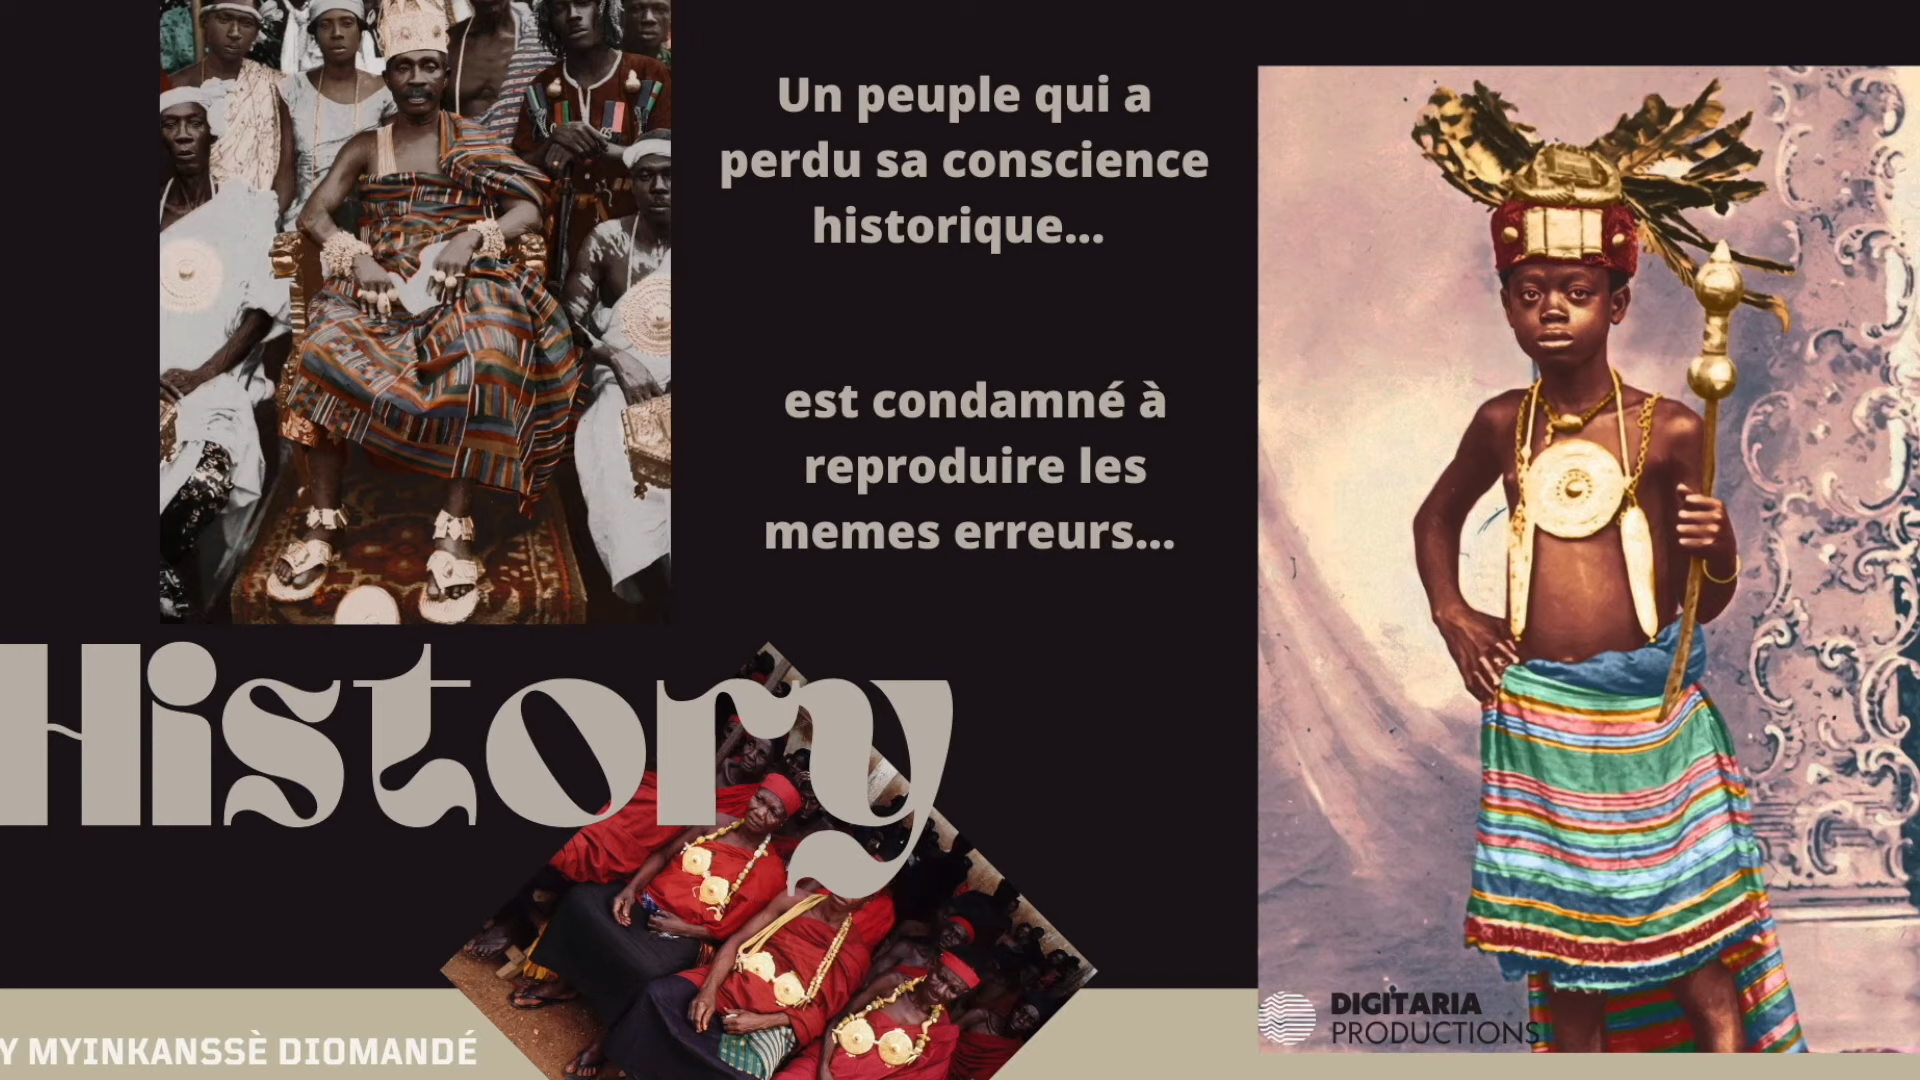 Un peuple qui a
perdu sa conscience
historique...
est condamné à
reproduire les
memes erreurs...
History
Y MYINKANSSÈ DIOMANDÉ
DIGITARIA
PRODUCTIONS